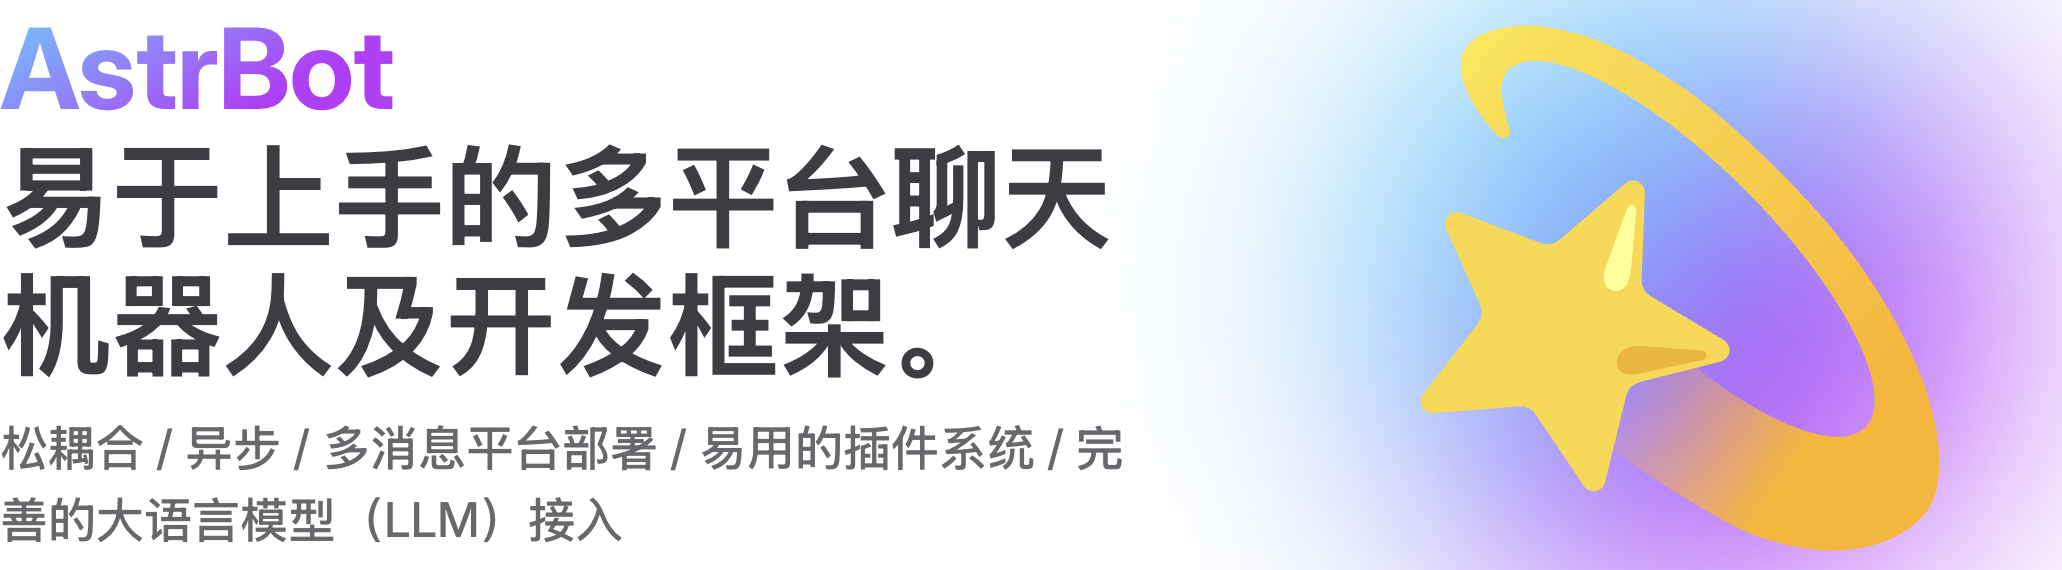 AstrBot
易于上手的多平台聊天
机器人及开发框架。
松耦合 / 异步 / 多消息平台部署 / 易用的插件系统 / 完
善的大语言模型（LLM）接入